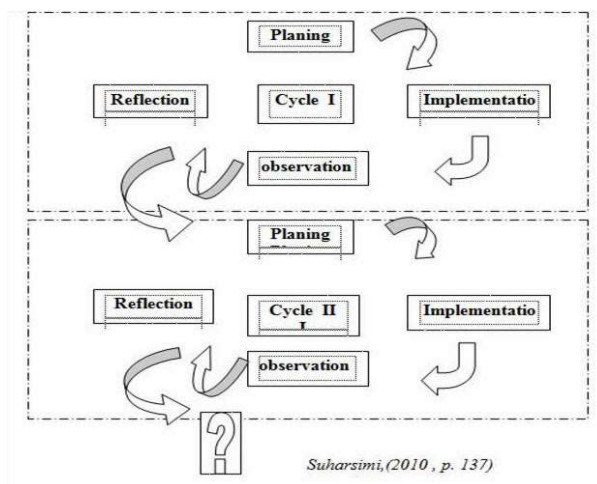 Planing
Reflection
Cycle I
Implementatio
observation
Planing
Reflection
Cycle II
Implementatio
observation
?
Suharsimi,(2010 , p. 137)